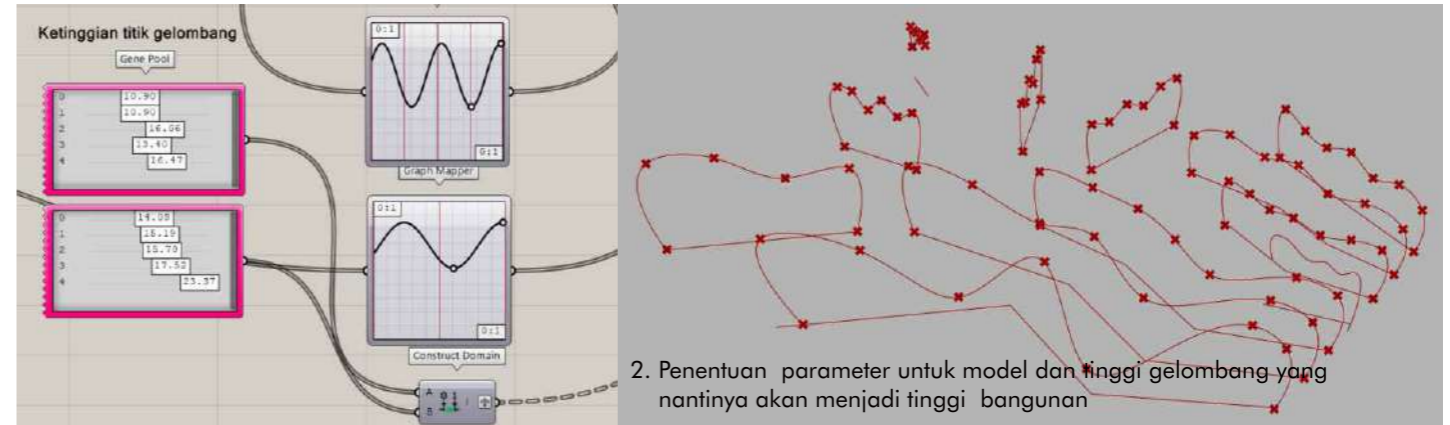 Ketinggian titik gelombang
Gene Pool
0 10.90
1 10.90
2 16.06
3 13.40
4 16.47
0 14.08
1 15.19
2 15.70
3 17.52
4 23.37
0:1
0:1
Graph Mapper
0:1
0:1
Construct Domain
A
B
I
2. Penentuan parameter untuk model dan tinggi gelombang yang
nantinya akan menjadi tinggi bangunan